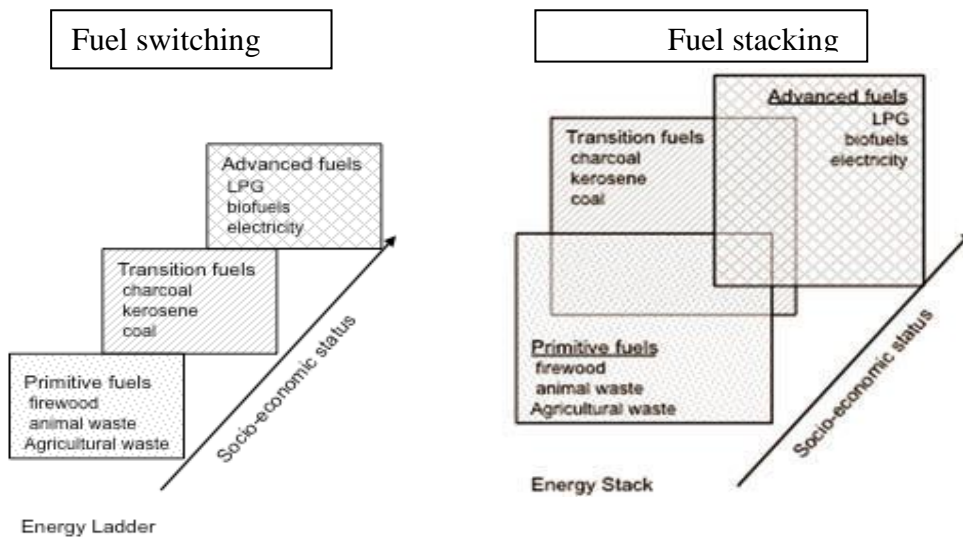 Fuel switching
Advanced fuels
LPG
biofuels
electricity
Transition fuels
charcoal
kerosene
coal
Primitive fuels
firewood
animal waste
Agricultural waste
Socio-economic status
Energy Ladder
Fuel stacking
Advanced fuels
LPG
biofuels
electricity
Transition fuels
charcoal
kerosene
coal
Primitive fuels
firewood
animal waste
Agricultural waste
Socio-economic status
Energy Stack